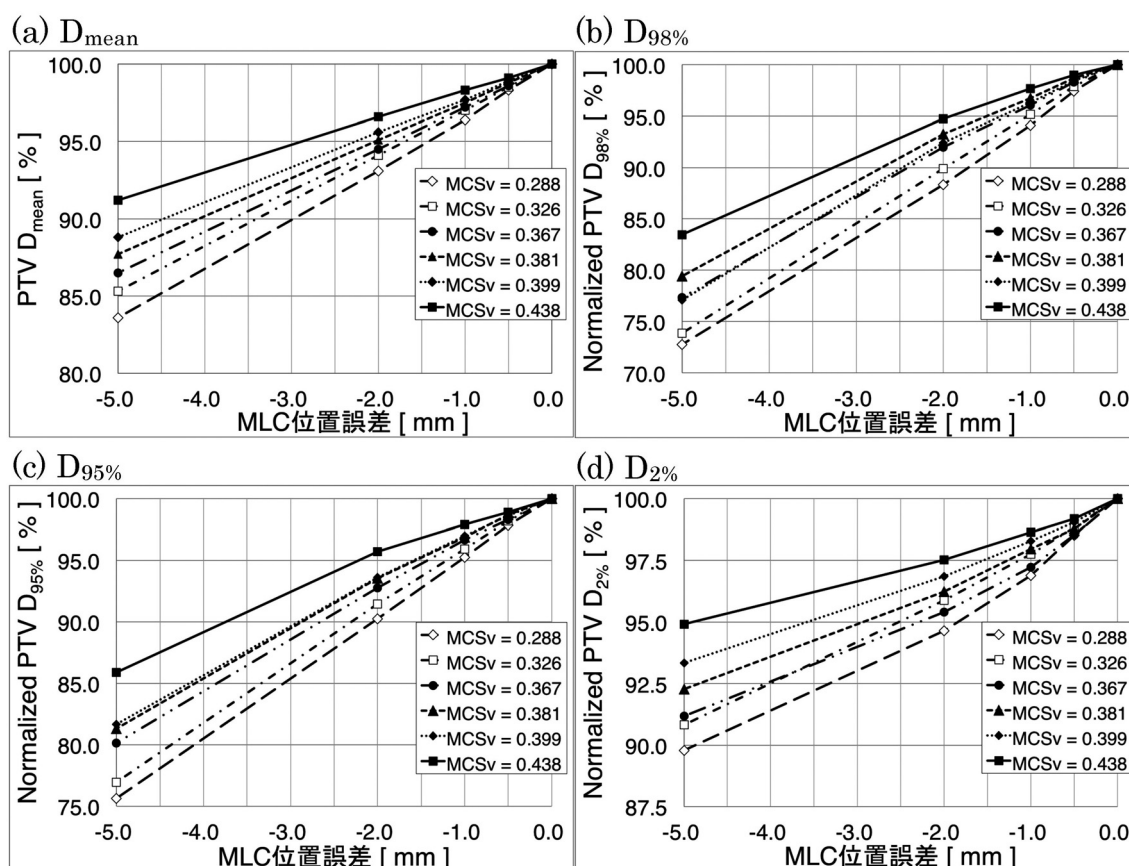 (a) Dmean
PTV Dmean [ % ]
100.0
95.0
90.0
85.0
80.0
MCSv = 0.288
MCSv = 0.326
MCSv = 0.367
MCSv = 0.381
MCSv = 0.399
MCSv = 0.438
-5.0 -4.0 -3.0 -2.0 -1.0 0.0
MLC位置誤差 [ mm ]
(b) D98%
Normalized PTV D98% [ % ]
100.0
95.0
90.0
85.0
80.0
75.0
70.0
MCSv = 0.288
MCSv = 0.326
MCSv = 0.367
MCSv = 0.381
MCSv = 0.399
MCSv = 0.438
-5.0 -4.0 -3.0 -2.0 -1.0 0.0
MLC位置誤差 [ mm ]
(c) D95%
Normalized PTV D95% [ % ]
100.0
95.0
90.0
85.0
80.0
75.0
MCSv = 0.288
MCSv = 0.326
MCSv = 0.367
MCSv = 0.381
MCSv = 0.399
MCSv = 0.438
-5.0 -4.0 -3.0 -2.0 -1.0 0.0
MLC位置誤差 [ mm ]
(d) D2%
Normalized PTV D2% [ % ]
100.0
97.5
95.0
92.5
90.0
87.5
MCSv = 0.288
MCSv = 0.326
MCSv = 0.367
MCSv = 0.381
MCSv = 0.399
MCSv = 0.438
-5.0 -4.0 -3.0 -2.0 -1.0 0.0
MLC位置誤差 [ mm ]